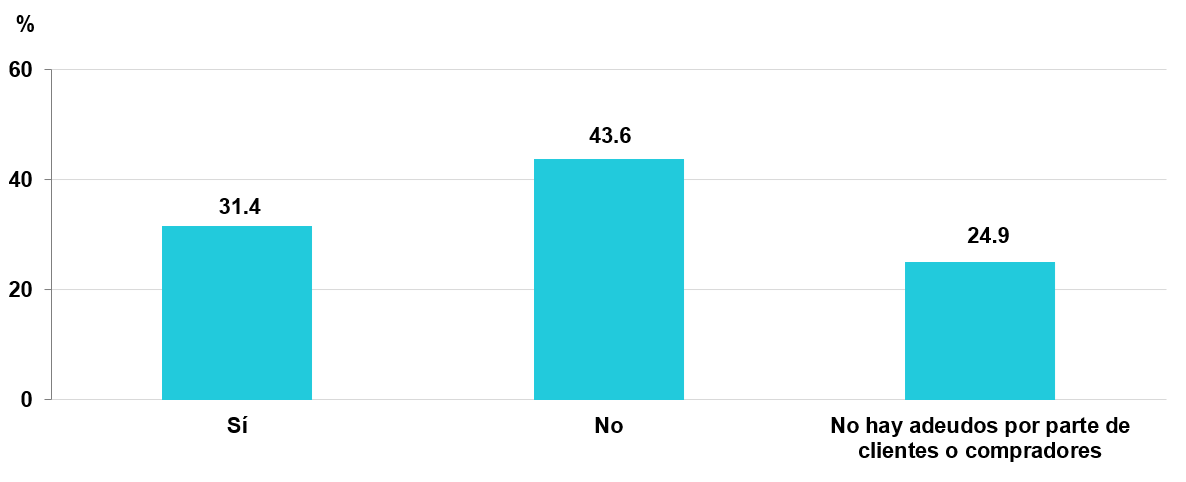 %
60
43.6
40
31.4
24.9
20
0
Sí
No
No hay adeudos por parte de
clientes o compradores